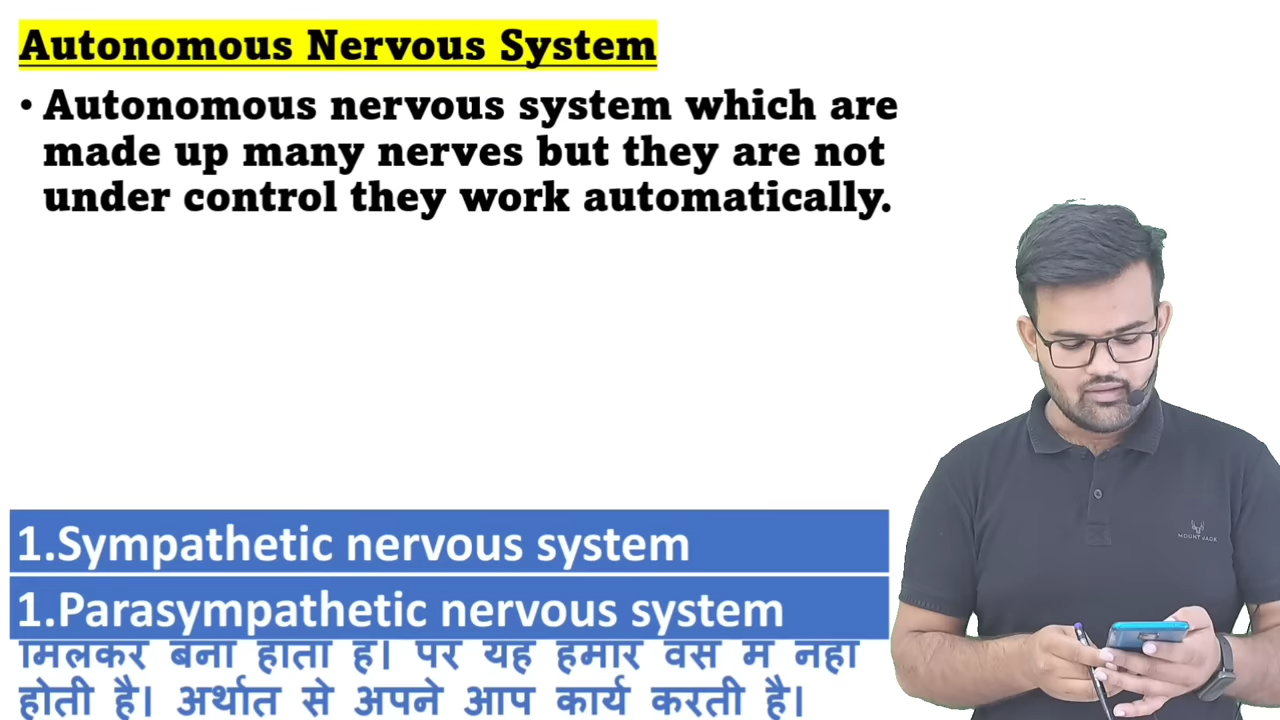 Autonomous Nervous System
• Autonomous nervous system which are
made up many nerves but they are not
under control they work automatically.
1.Sympathetic nervous system
1.Parasympathetic nervous system
मिलकर बना होता है। पर यह हमारे वस में नहीं
होती है। अर्थात से अपने आप कार्य करती है।
MOUNT JACK